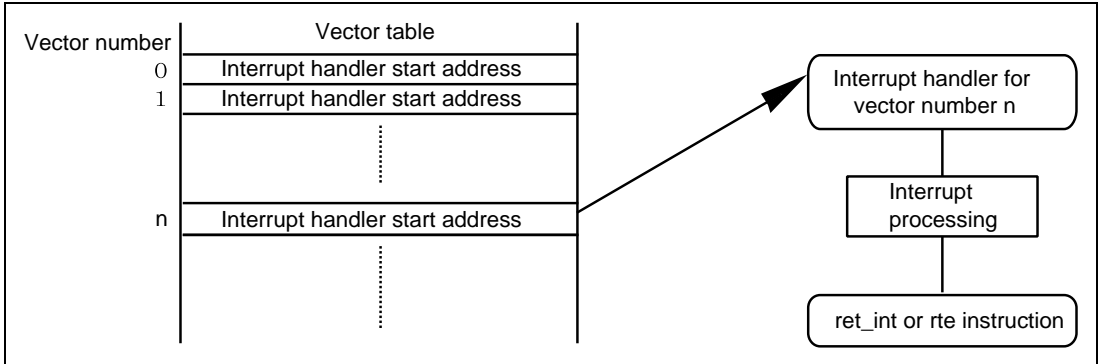 Vector number
Vector table
0
Interrupt handler start address
1
Interrupt handler start address
n
Interrupt handler start address
Interrupt handler for
vector number n
Interrupt
processing
ret_int or rte instruction